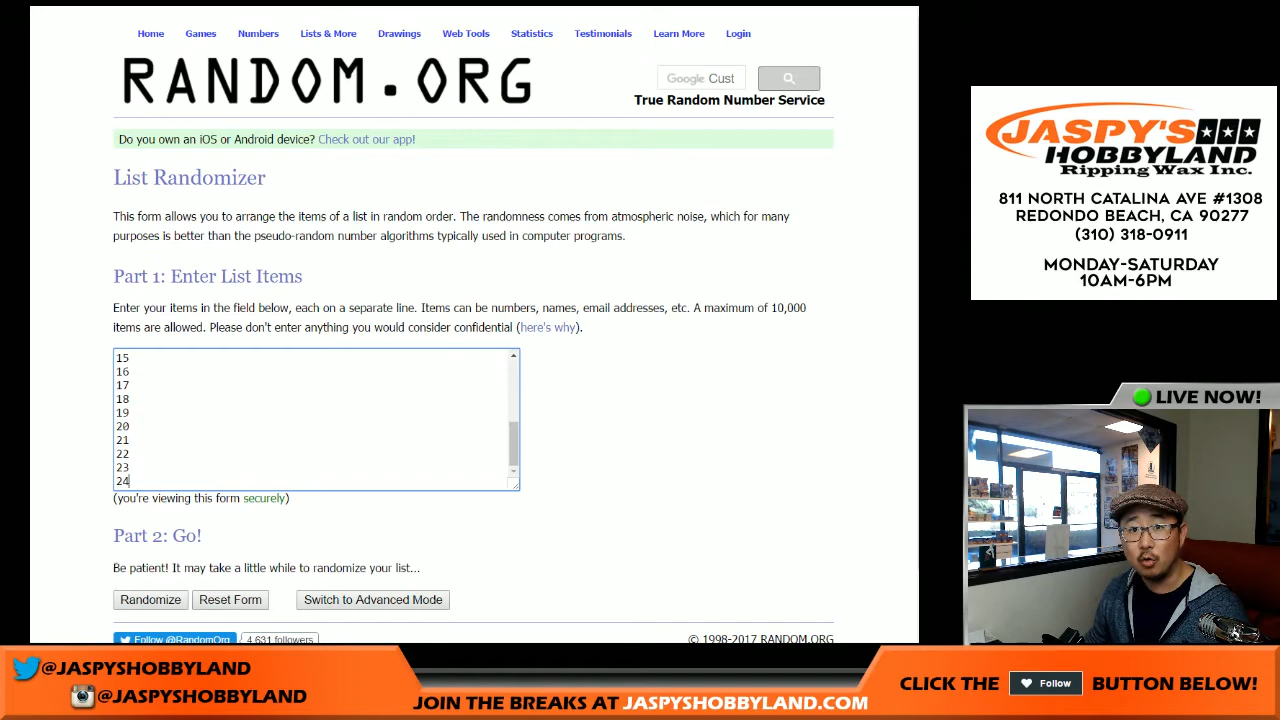 Home Games Numbers Lists & More Drawings Web Tools Statistics Testimonials Learn More Login
RANDOM.ORG
Google Cust
True Random Number Service
Do you own an iOS or Android device? Check out our app!
List Randomizer
This form allows you to arrange the items of a list in random order. The randomness comes from atmospheric noise, which for many
purposes is better than the pseudo-random number algorithms typically used in computer programs.
Part 1: Enter List Items
Enter your items in the field below, each on a separate line. Items can be numbers, names, email addresses, etc. A maximum of 10,000
items are allowed. Please don't enter anything you would consider confidential (here's why).
15
16
17
18
19
20
21
22
23
24
(you're viewing this form securely)
Part 2: Go!
Be patient! It may take a little while to randomize your list...
Randomize Reset Form Switch to Advanced Mode
Follow @RandomOrg 4,631 followers
© 1998-2017 RANDOM.ORG
JASPY'S
HOBBYLAND
Ripping Wax Inc.
811 NORTH CATALINA AVE #1308
REDONDO BEACH, CA 90277
(310) 318-0911
MONDAY-SATURDAY
10AM-6PM
LIVE NOW!
@JASPYSHOBBYLAND
@JASPYSHOBBYLAND
JOIN THE BREAKS AT JASPYSHOBBYLAND.COM
CLICK THE Follow BUTTON BELOW!